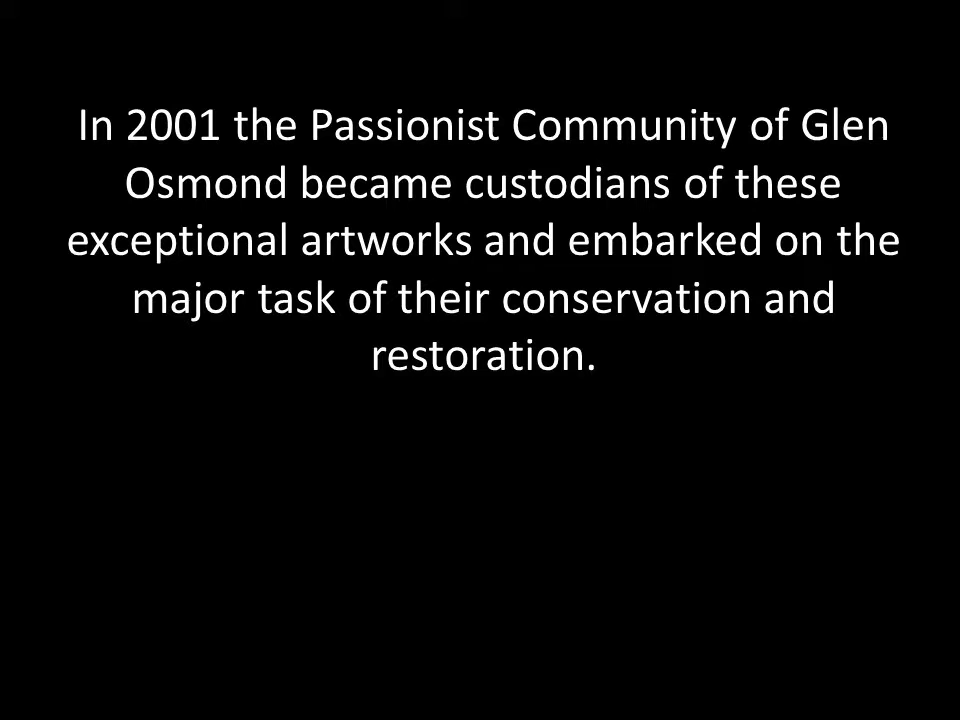 In 2001 the Passionist Community of Glen
Osmond became custodians of these
exceptional artworks and embarked on the
major task of their conservation and
restoration.